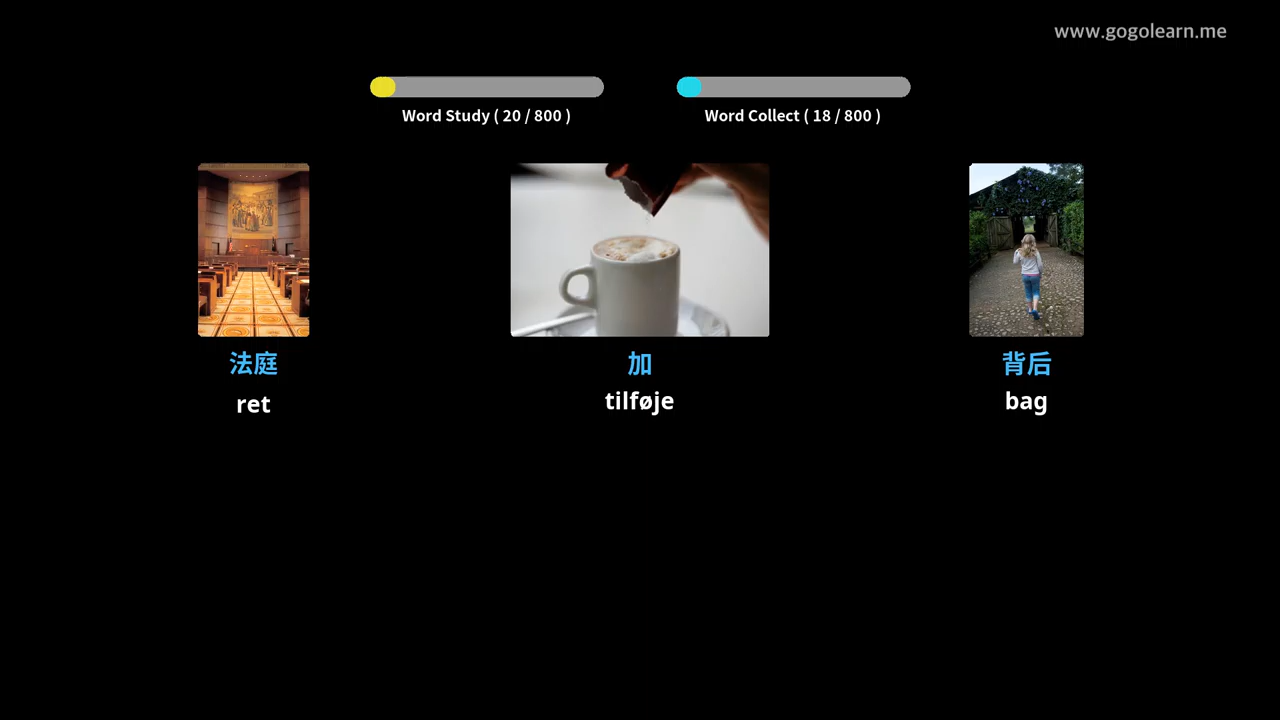 www.gogolearn.me
Word Study ( 20 / 800 )
Word Collect ( 18 / 800 )
法庭
加
背后
ret
tilføje
bag